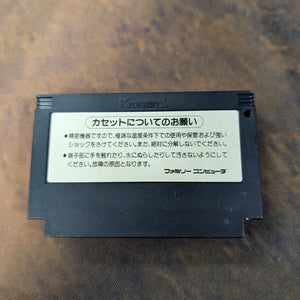 Konami
カセットについてのお願い
●精密機器ですので、極端な温度条件下での使用や保管および強い
ショックをさけてください。また、絶対に分解しないでください。
●端子部に手を触れたり、水にぬらしたりして汚さないようにして
ください。故障の原因となります。
ファミリーコンピュータ